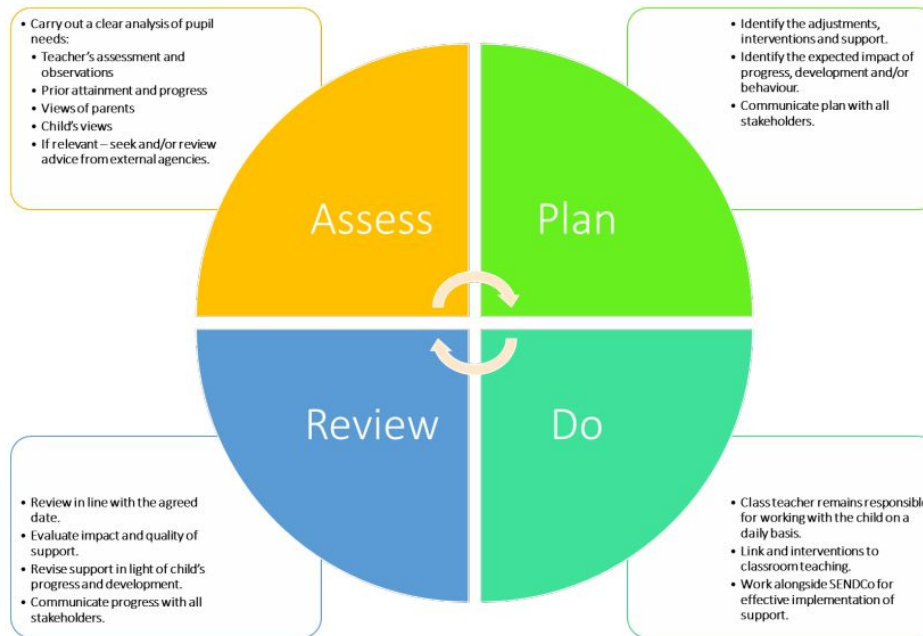 • Carry out a clear analysis of pupil
needs:
• Teacher's assessment and
observations
• Prior attainment and progress
• Views of parents
• Child's views
• If relevant – seek and/or review
advice from external agencies.
• Identify the adjustments,
interventions and support.
• Identify the expected impact of
progress, development and/or
behaviour.
• Communicate plan with all
stakeholders.
Assess
Plan
Review
Do
• Review in line with the agreed
date.
• Evaluate impact and quality of
support.
• Revise support in light of child's
progress and development.
• Communicate progress with all
stakeholders.
• Class teacher remains responsible
for working with the child on a
daily basis.
• Link and interventions to
classroom teaching.
• Work alongside SENDCo for
effective implementation of
support.